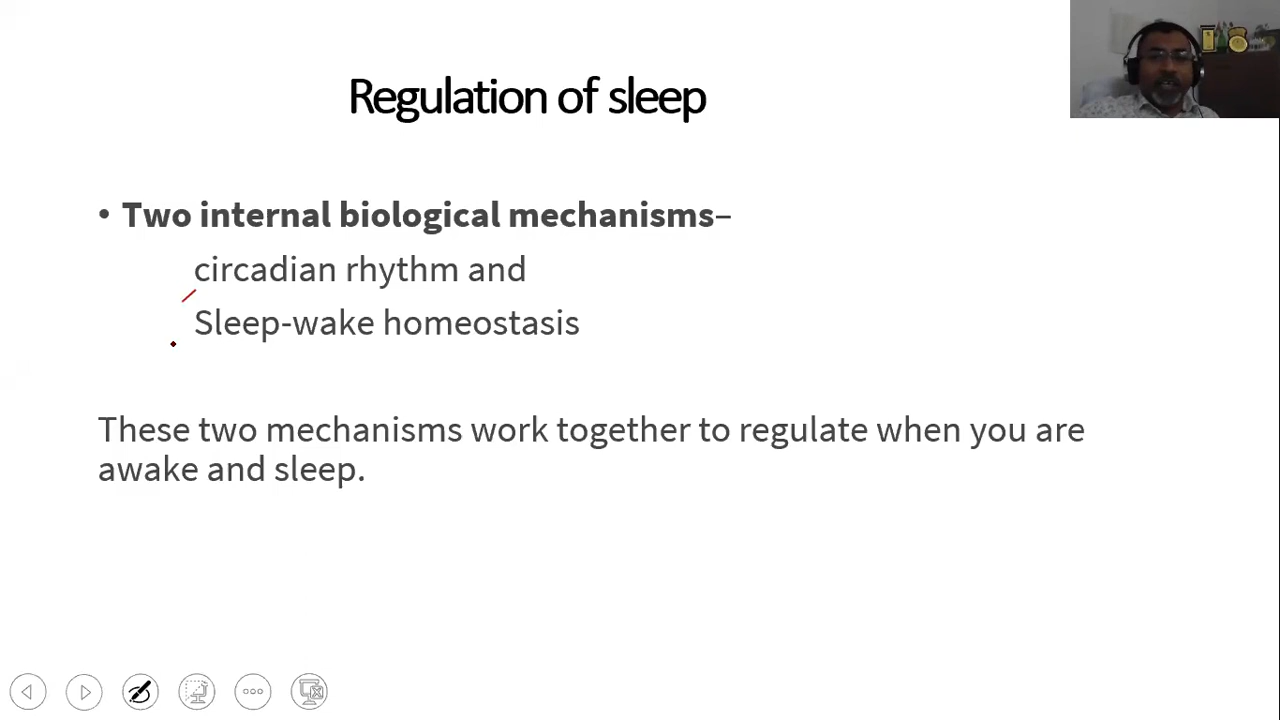 Regulation of sleep
• Two internal biological mechanisms–
circadian rhythm and
Sleep-wake homeostasis
These two mechanisms work together to regulate when you are
awake and sleep.